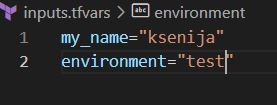 inputs.tfvars > environment
1 my_name="ksenija"
2 environment="test"